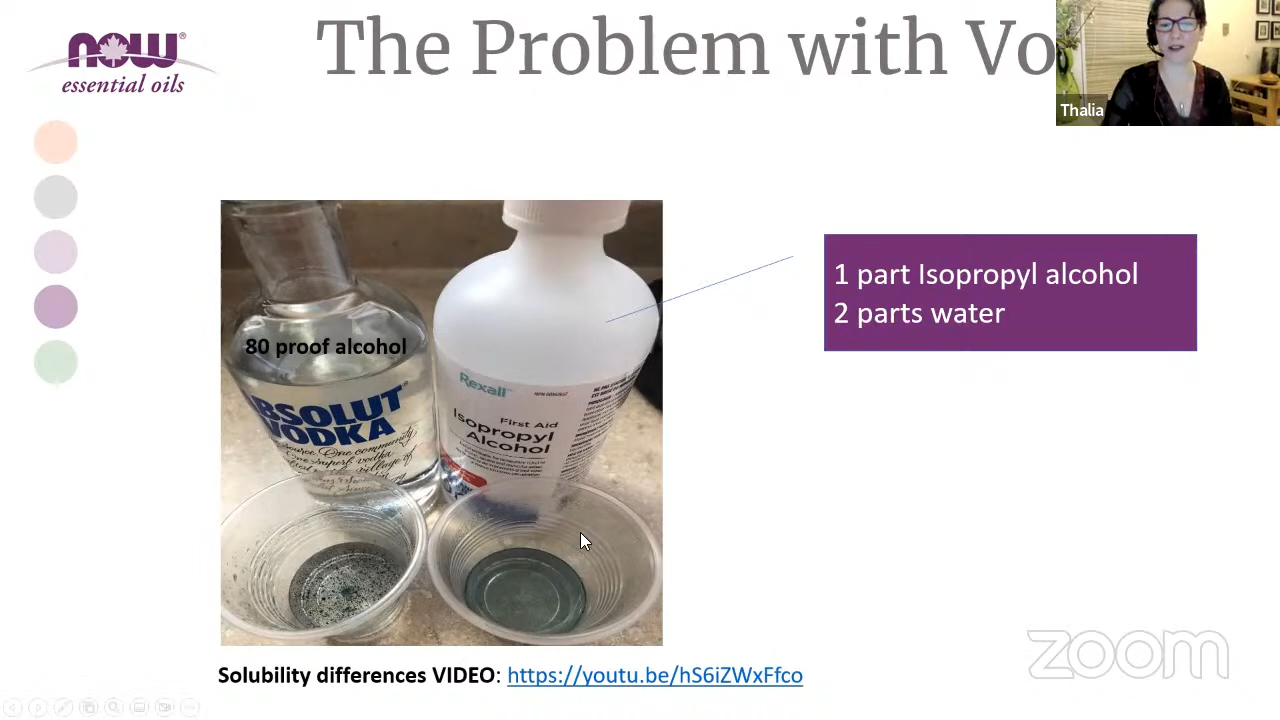 now®
essential oils
The Problem with Vo
Thalia
1 part Isopropyl alcohol
2 parts water
80 proof alcohol
ABSOLUT
VODKA
Rexall
First Aid
Isopropyl
Alcohol
Solubility differences VIDEO: https://youtu.be/hS6iZWxFfco
zoom